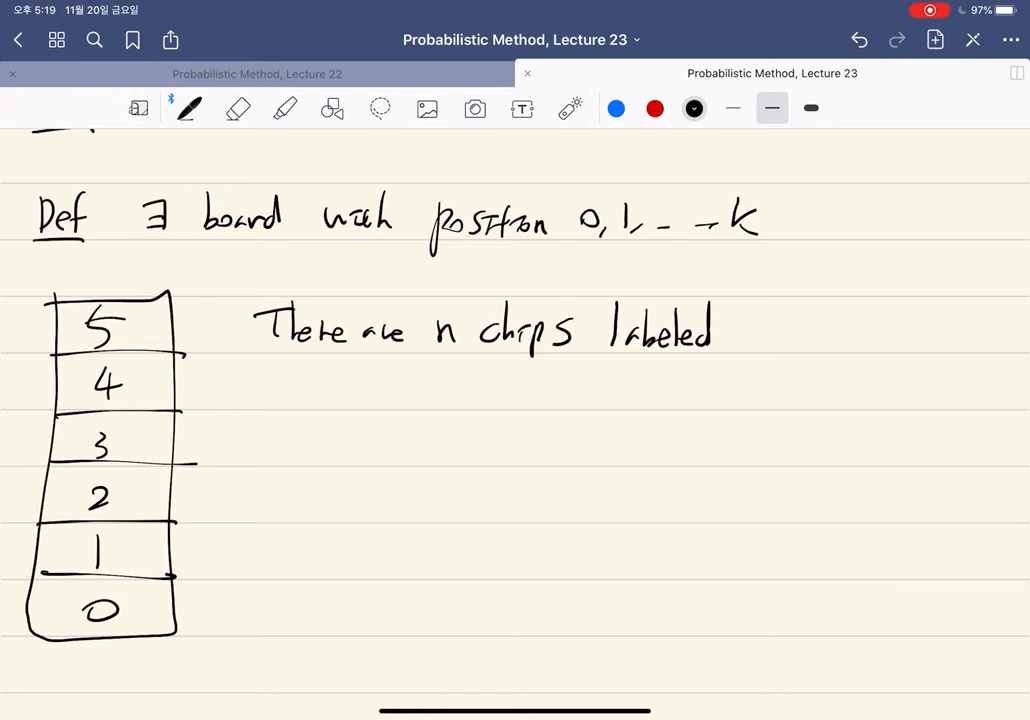 오후 5:19 11월 20일 금요일
97%
Probabilistic Method, Lecture 23
Probabilistic Method, Lecture 22
Probabilistic Method, Lecture 23
T
Def ∃ board with position 0, 1, - - k
There are n chips labeled
5
4
3
2
1
0